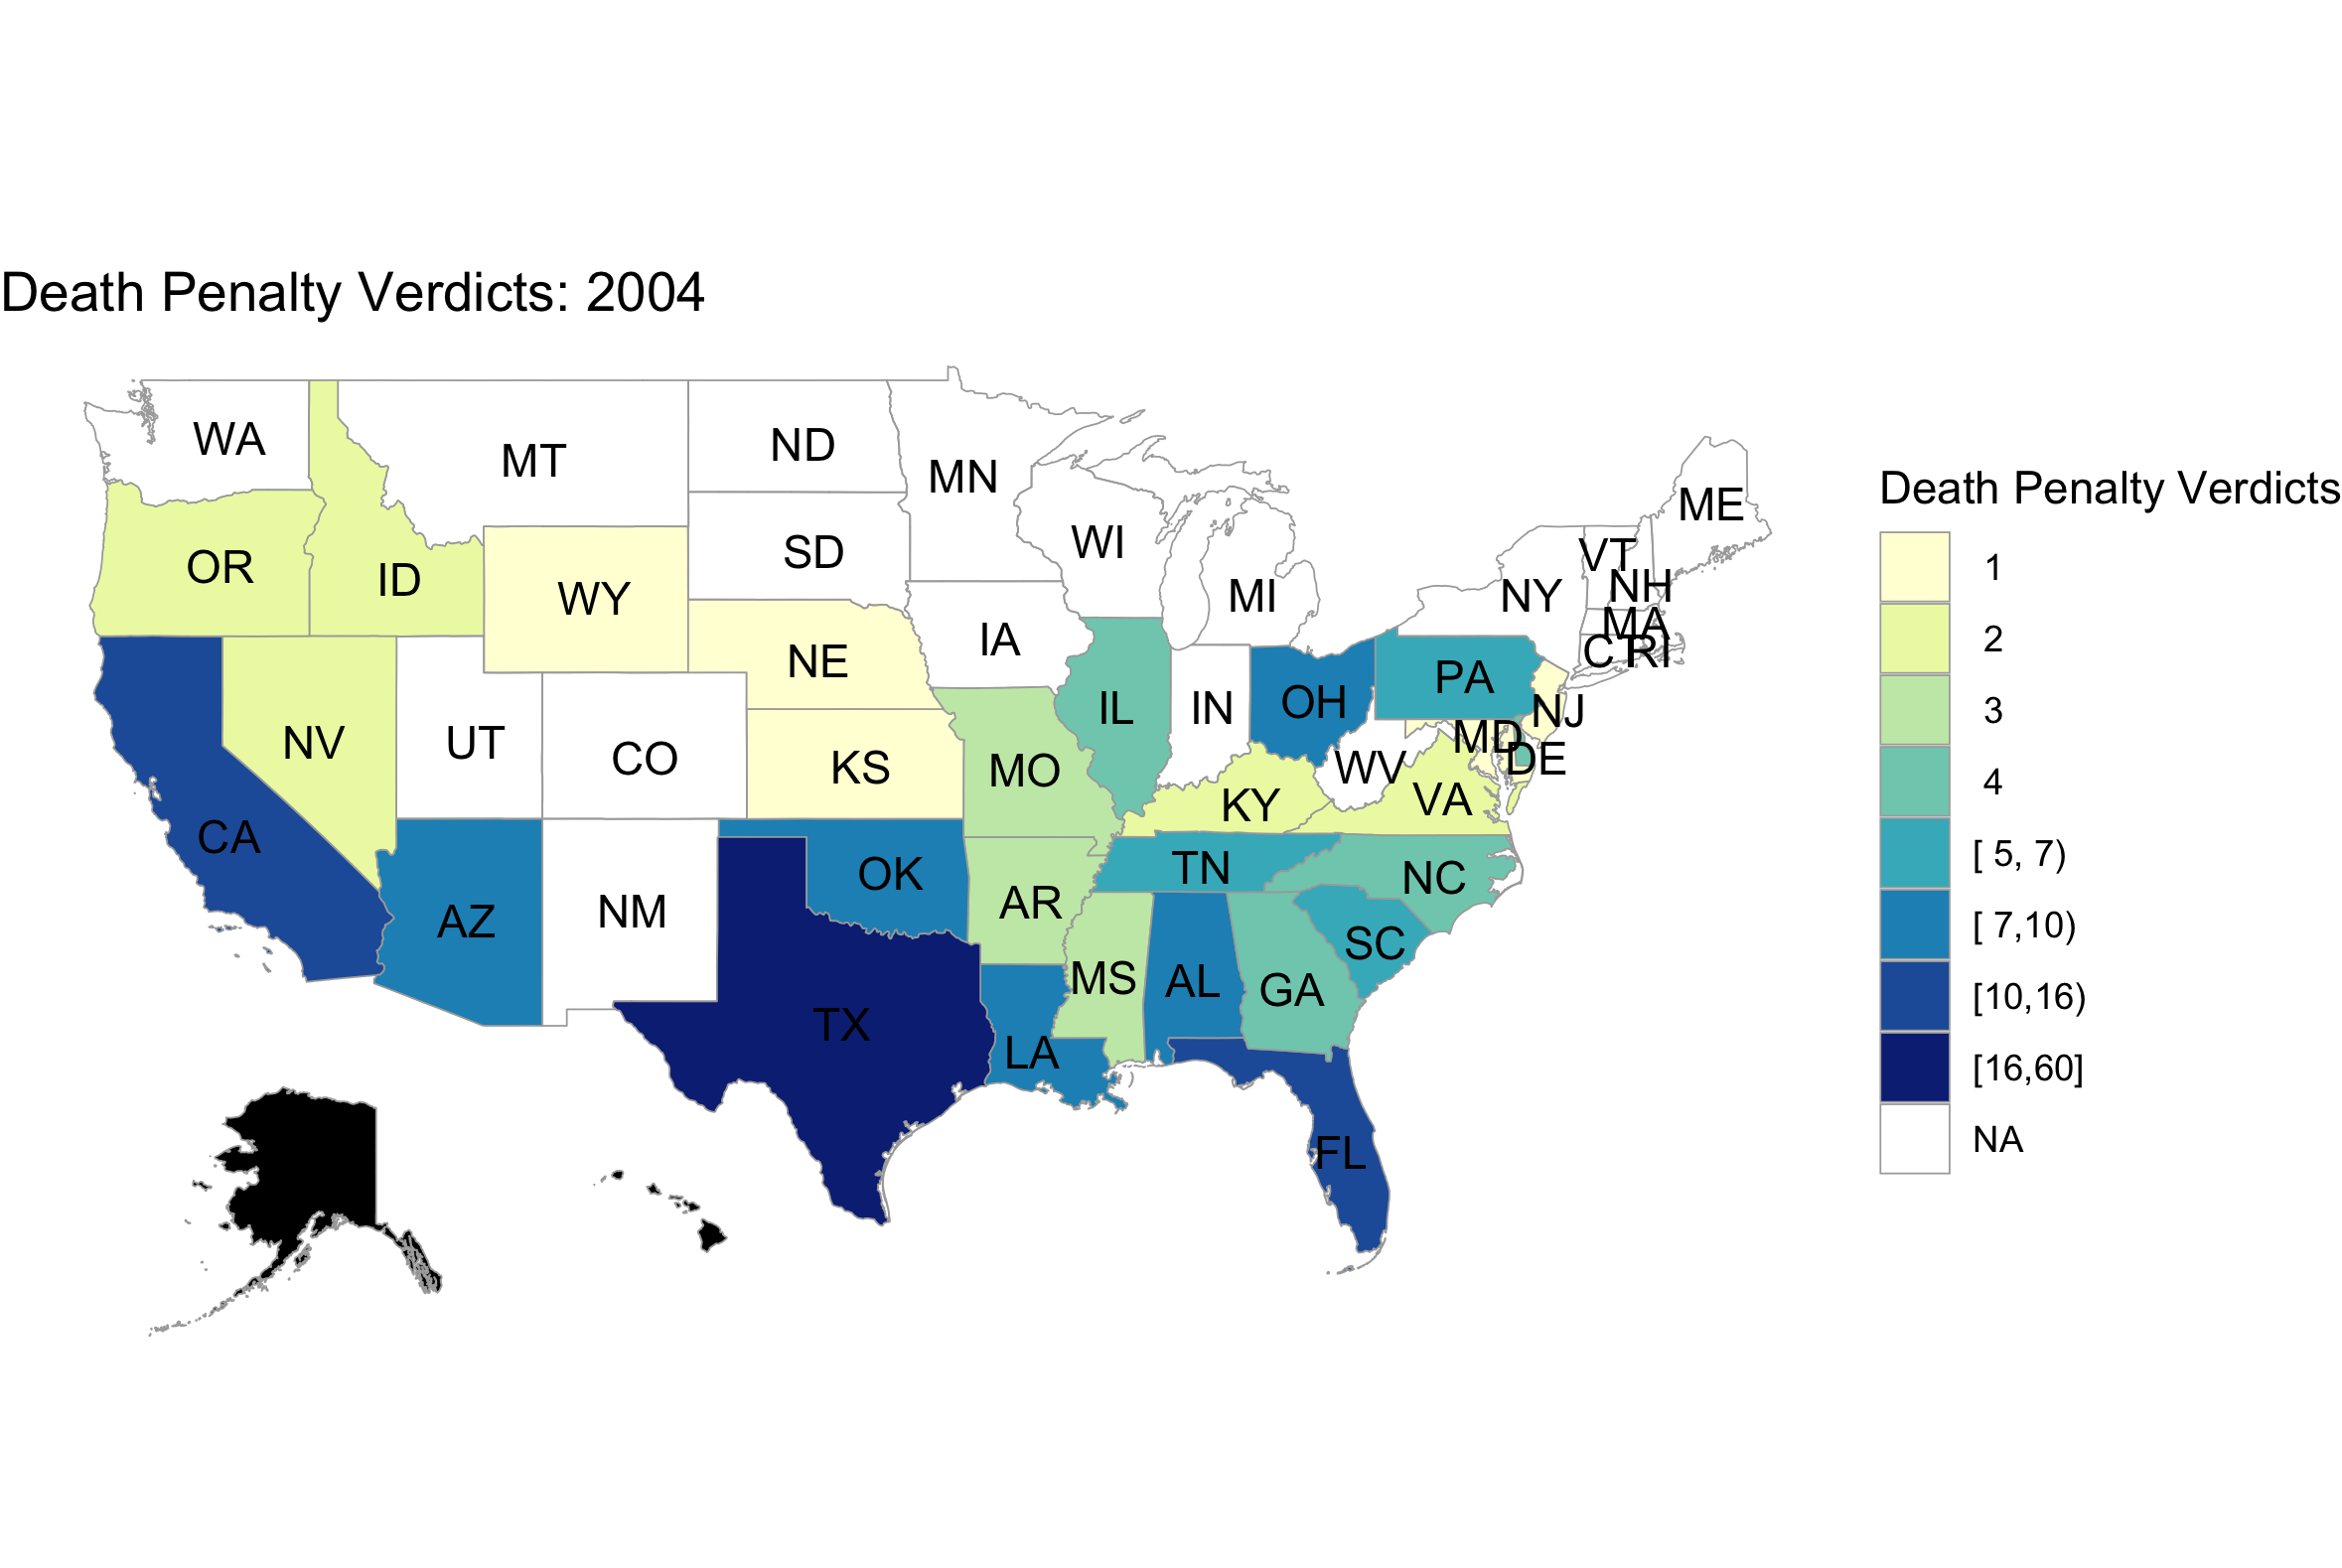 Death Penalty Verdicts: 2004
WA
MT
ND
MN
ME
OR
ID
WY
SD
WI
MI
NY
VT
NH
MA
CT
RI
NE
IA
PA
NJ
NV
UT
CO
KS
MO
IL
IN
OH
MD
DE
WV
VA
KY
CA
AZ
NM
OK
AR
TN
NC
SC
TX
LA
MS
AL
GA
FL
Death Penalty Verdicts
1
2
3
4
[ 5, 7)
[ 7,10)
[10,16)
[16,60]
NA